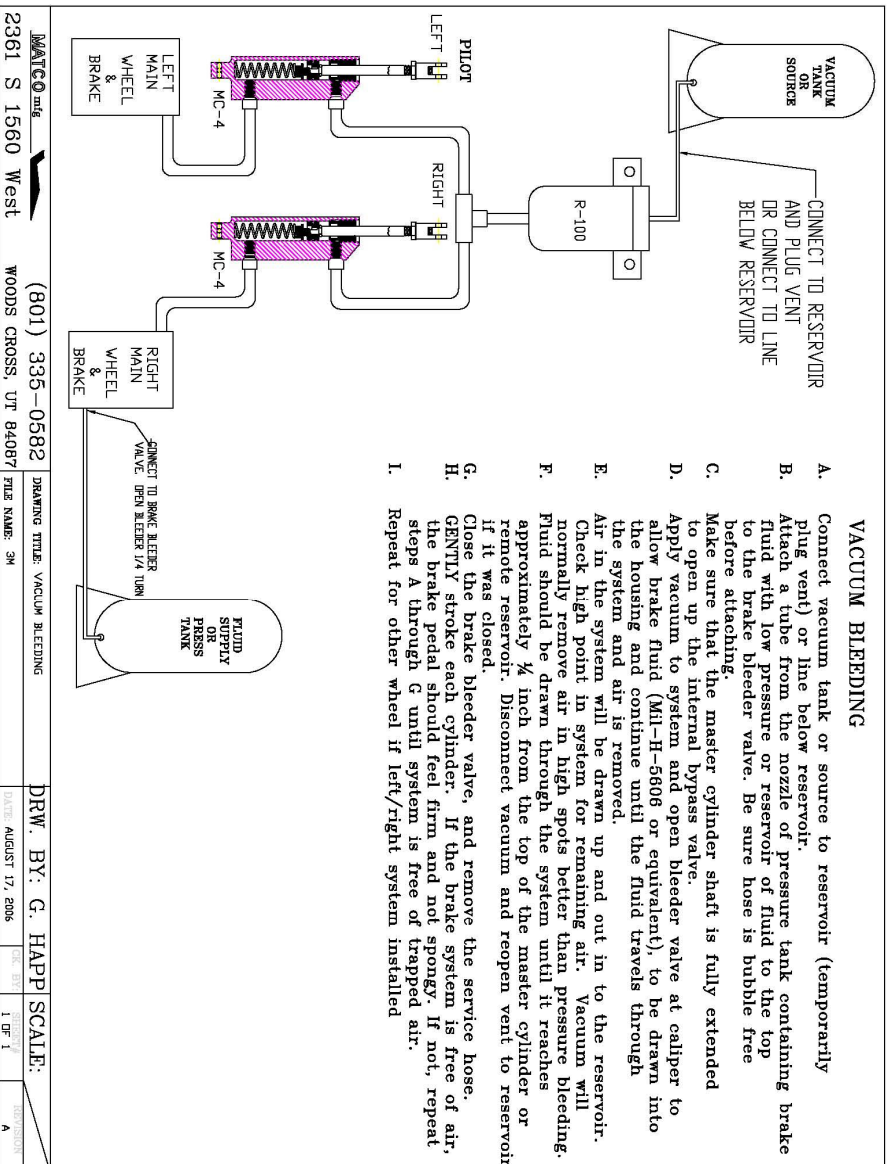 VACUUM BLEEDING
A. Connect vacuum tank or source to reservoir (temporarily
plug vent) or line below reservoir.
B. Attach a tube from the nozzle of pressure tank containing brake
fluid with low pressure or reservoir of fluid to the top
to the brake bleeder valve. Be sure hose is bubble free
before attaching.
C. Make sure that the master cylinder shaft is fully extended
to open up the internal bypass valve.
D. Apply vacuum to system and open bleeder valve at caliper to
allow brake fluid (Mil-H-5606 or equivalent), to be drawn into
the housing and continue until the fluid travels through
the system and air is removed.
E. Air in the system will be drawn up and out in to the reservoir.
Check high point in system for remaining air. Vacuum will
normally remove air in high spots better than pressure bleeding.
F. Fluid should be drawn through the system until it reaches
approximately ¼ inch from the top of the master cylinder or
remote reservoir. Disconnect vacuum and reopen vent to reservoir
if it was closed.
G. Close the brake bleeder valve, and remove the service hose.
H. GENTLY stroke each cylinder. If the brake system is free of air,
the brake pedal should feel firm and not spongy. If not, repeat
steps A through G until system is free of trapped air.
I. Repeat for other wheel if left/right system installed
VACUUM
TANK
OR
SOURCE
CONNECT TO RESERVOIR
AND PLUG VENT
OR CONNECT TO LINE
BELOW RESERVOIR
R-100
PILOT
LEFT
RIGHT
MC-4
MC-4
LEFT
MAIN
WHEEL
&
BRAKE
RIGHT
MAIN
WHEEL
&
BRAKE
CONNECT TO BRAKE BLEEDER
VALVE. OPEN BLEEDER 1/4 TURN
FLUID
SUPPLY
OR
PRESS
TANK
MATCO mfg
(801) 335-0582
2361 S 1560 West
WOODS CROSS, UT 84087
DRAWING TITLE: VACUUM BLEEDING
FILE NAME: 3M
DRW. BY: G. HAPP
SCALE:
DATE: AUGUST 17, 2006
CK BY
SHEET#
1 OF 1
REVISION
A